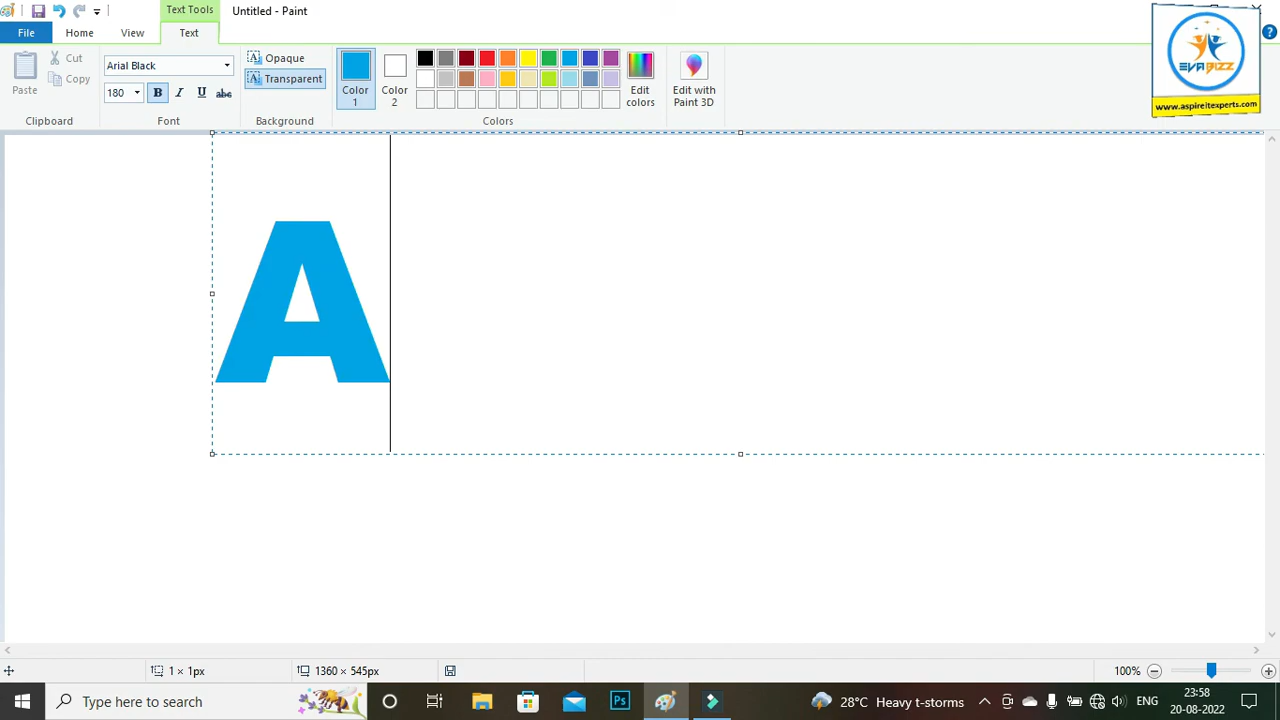 Text Tools
Untitled - Paint
File
Home
View
Text
Paste
Cut
Copy
Clipboard
Arial Black
180
B
I
U
abc
Font
Opaque
Transparent
Background
Color 1
Color 2
Edit colors
Edit with Paint 3D
Colors
EVABIZZ
www.aspireitexperts.com
A
1 × 1px
1360 × 545px
100%
Type here to search
Ps
28°C Heavy t-storms
ENG
23:58
20-08-2022